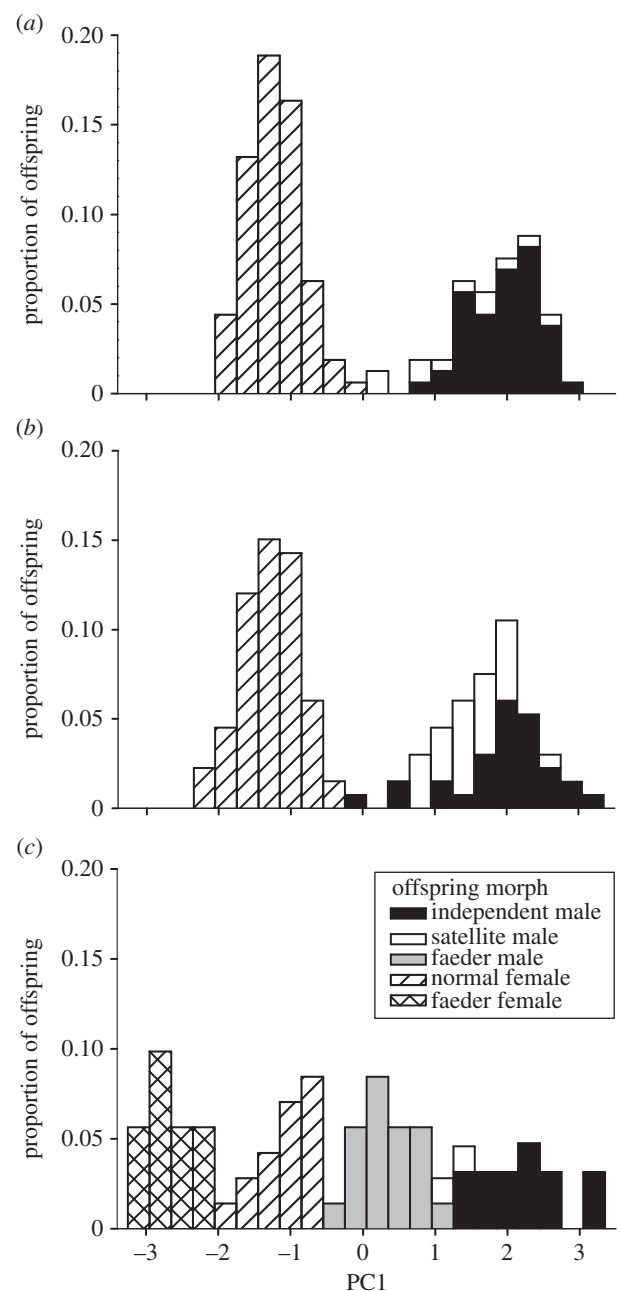 (a)
0.20
0.15
0.10
0.05
0
proportion of offspring
(b)
0.20
0.15
0.10
0.05
0
proportion of offspring
(c)
0.20
0.15
0.10
0.05
0
proportion of offspring
offspring morph
independent male
satellite male
faeder male
normal female
faeder female
–3 –2 –1 0 1 2 3
PC1